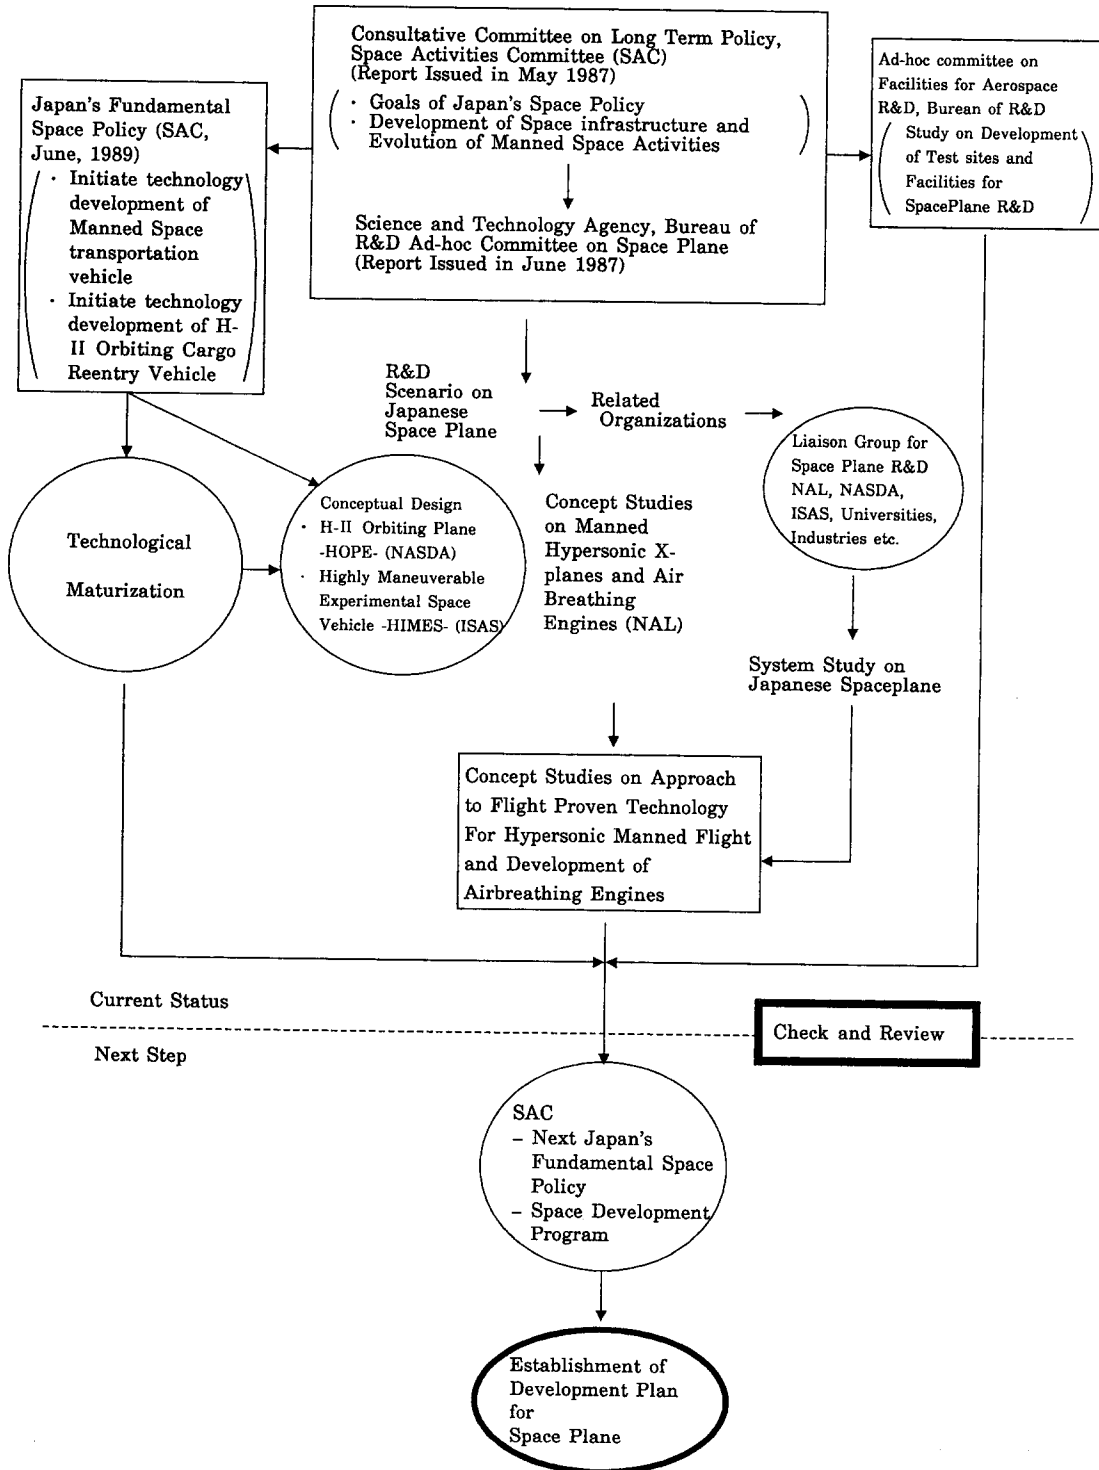 Consultative Committee on Long Term Policy,
Space Activities Committee (SAC)
(Report Issued in May 1987)
· Goals of Japan's Space Policy
· Development of Space infrastructure and
Evolution of Manned Space Activities
Science and Technology Agency, Bureau of
R&D Ad-hoc Committee on Space Plane
(Report Issued in June 1987)
Japan's Fundamental
Space Policy (SAC,
June, 1989)
· Initiate technology
development of
Manned Space
transportation
vehicle
· Initiate technology
development of H-
II Orbiting Cargo
Reentry Vehicle
Ad-hoc committee on
Facilities for Aerospace
R&D, Burean of R&D
Study on Development
of Test sites and
Facilities for
SpacePlane R&D
R&D
Scenario on
Japanese
Space Plane
Related
Organizations
Liaison Group for
Space Plane R&D
NAL, NASDA,
ISAS, Universities,
Industries etc.
Technological
Maturization
Conceptual Design
· H-II Orbiting Plane
-HOPE- (NASDA)
· Highly Maneuverable
Experimental Space
Vehicle -HIMES- (ISAS)
Concept Studies
on Manned
Hypersonic X-
planes and Air
Breathing
Engines (NAL)
System Study on
Japanese Spaceplane
Concept Studies on Approach
to Flight Proven Technology
For Hypersonic Manned Flight
and Development of
Airbreathing Engines
Current Status
Check and Review
Next Step
SAC
– Next Japan's
Fundamental Space
Policy
– Space Development
Program
Establishment of
Development Plan
for
Space Plane